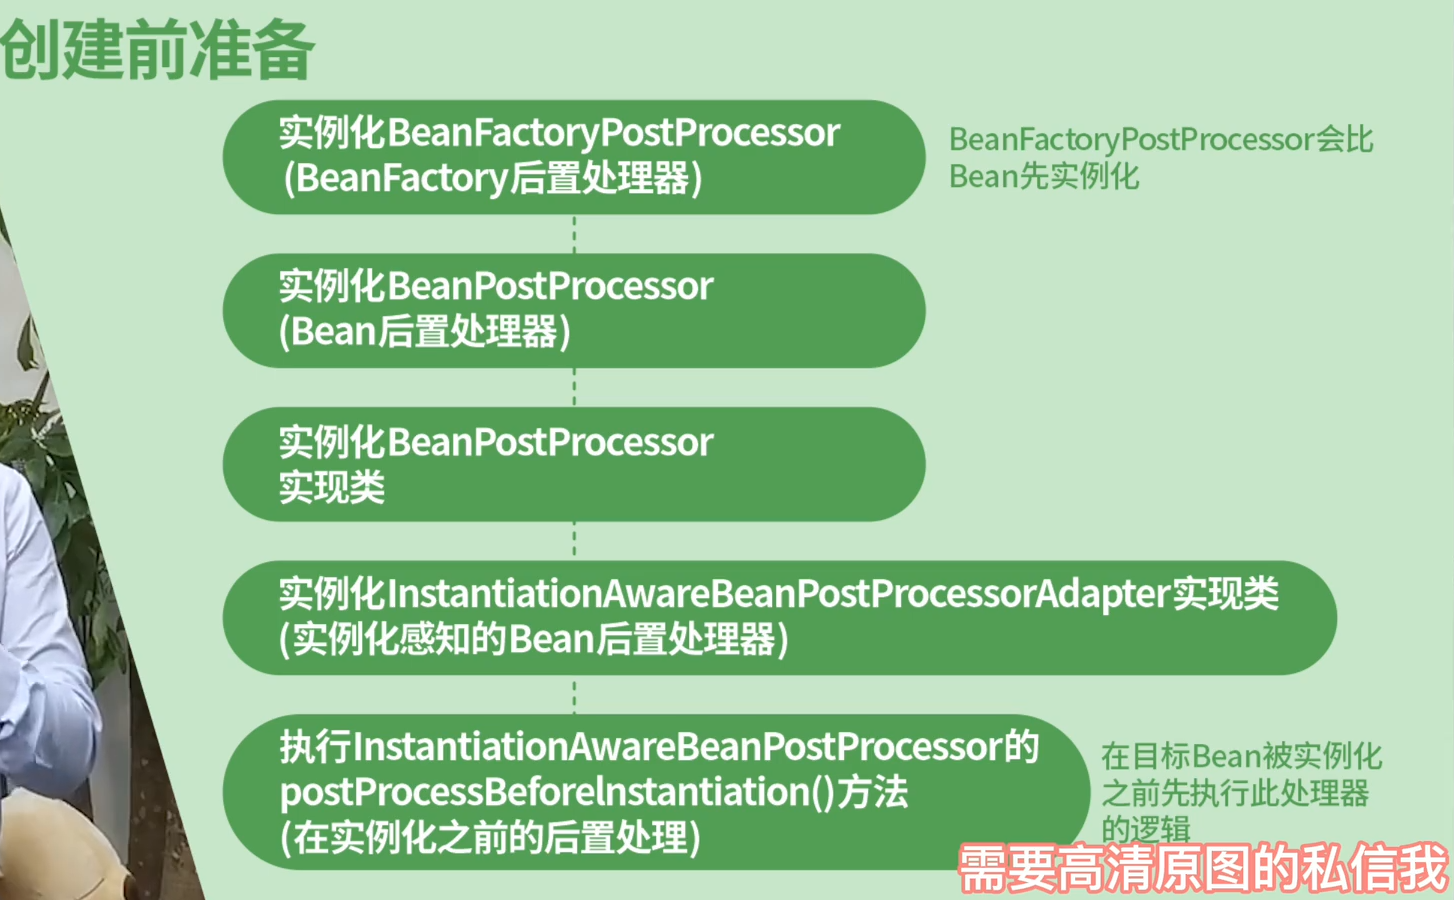 创建前准备
实例化BeanFactoryPostProcessor
(BeanFactory后置处理器)
BeanFactoryPostProcessor会比
Bean先实例化
实例化BeanPostProcessor
(Bean后置处理器)
实例化BeanPostProcessor
实现类
实例化InstantiationAwareBeanPostProcessorAdapter实现类
(实例化感知的Bean后置处理器)
执行InstantiationAwareBeanPostProcessor的
postProcessBeforelnstantiation()方法
(在实例化之前的后置处理)
在目标Bean被实例化
之前先执行此处理器
的逻辑
需要高清原图的私信我